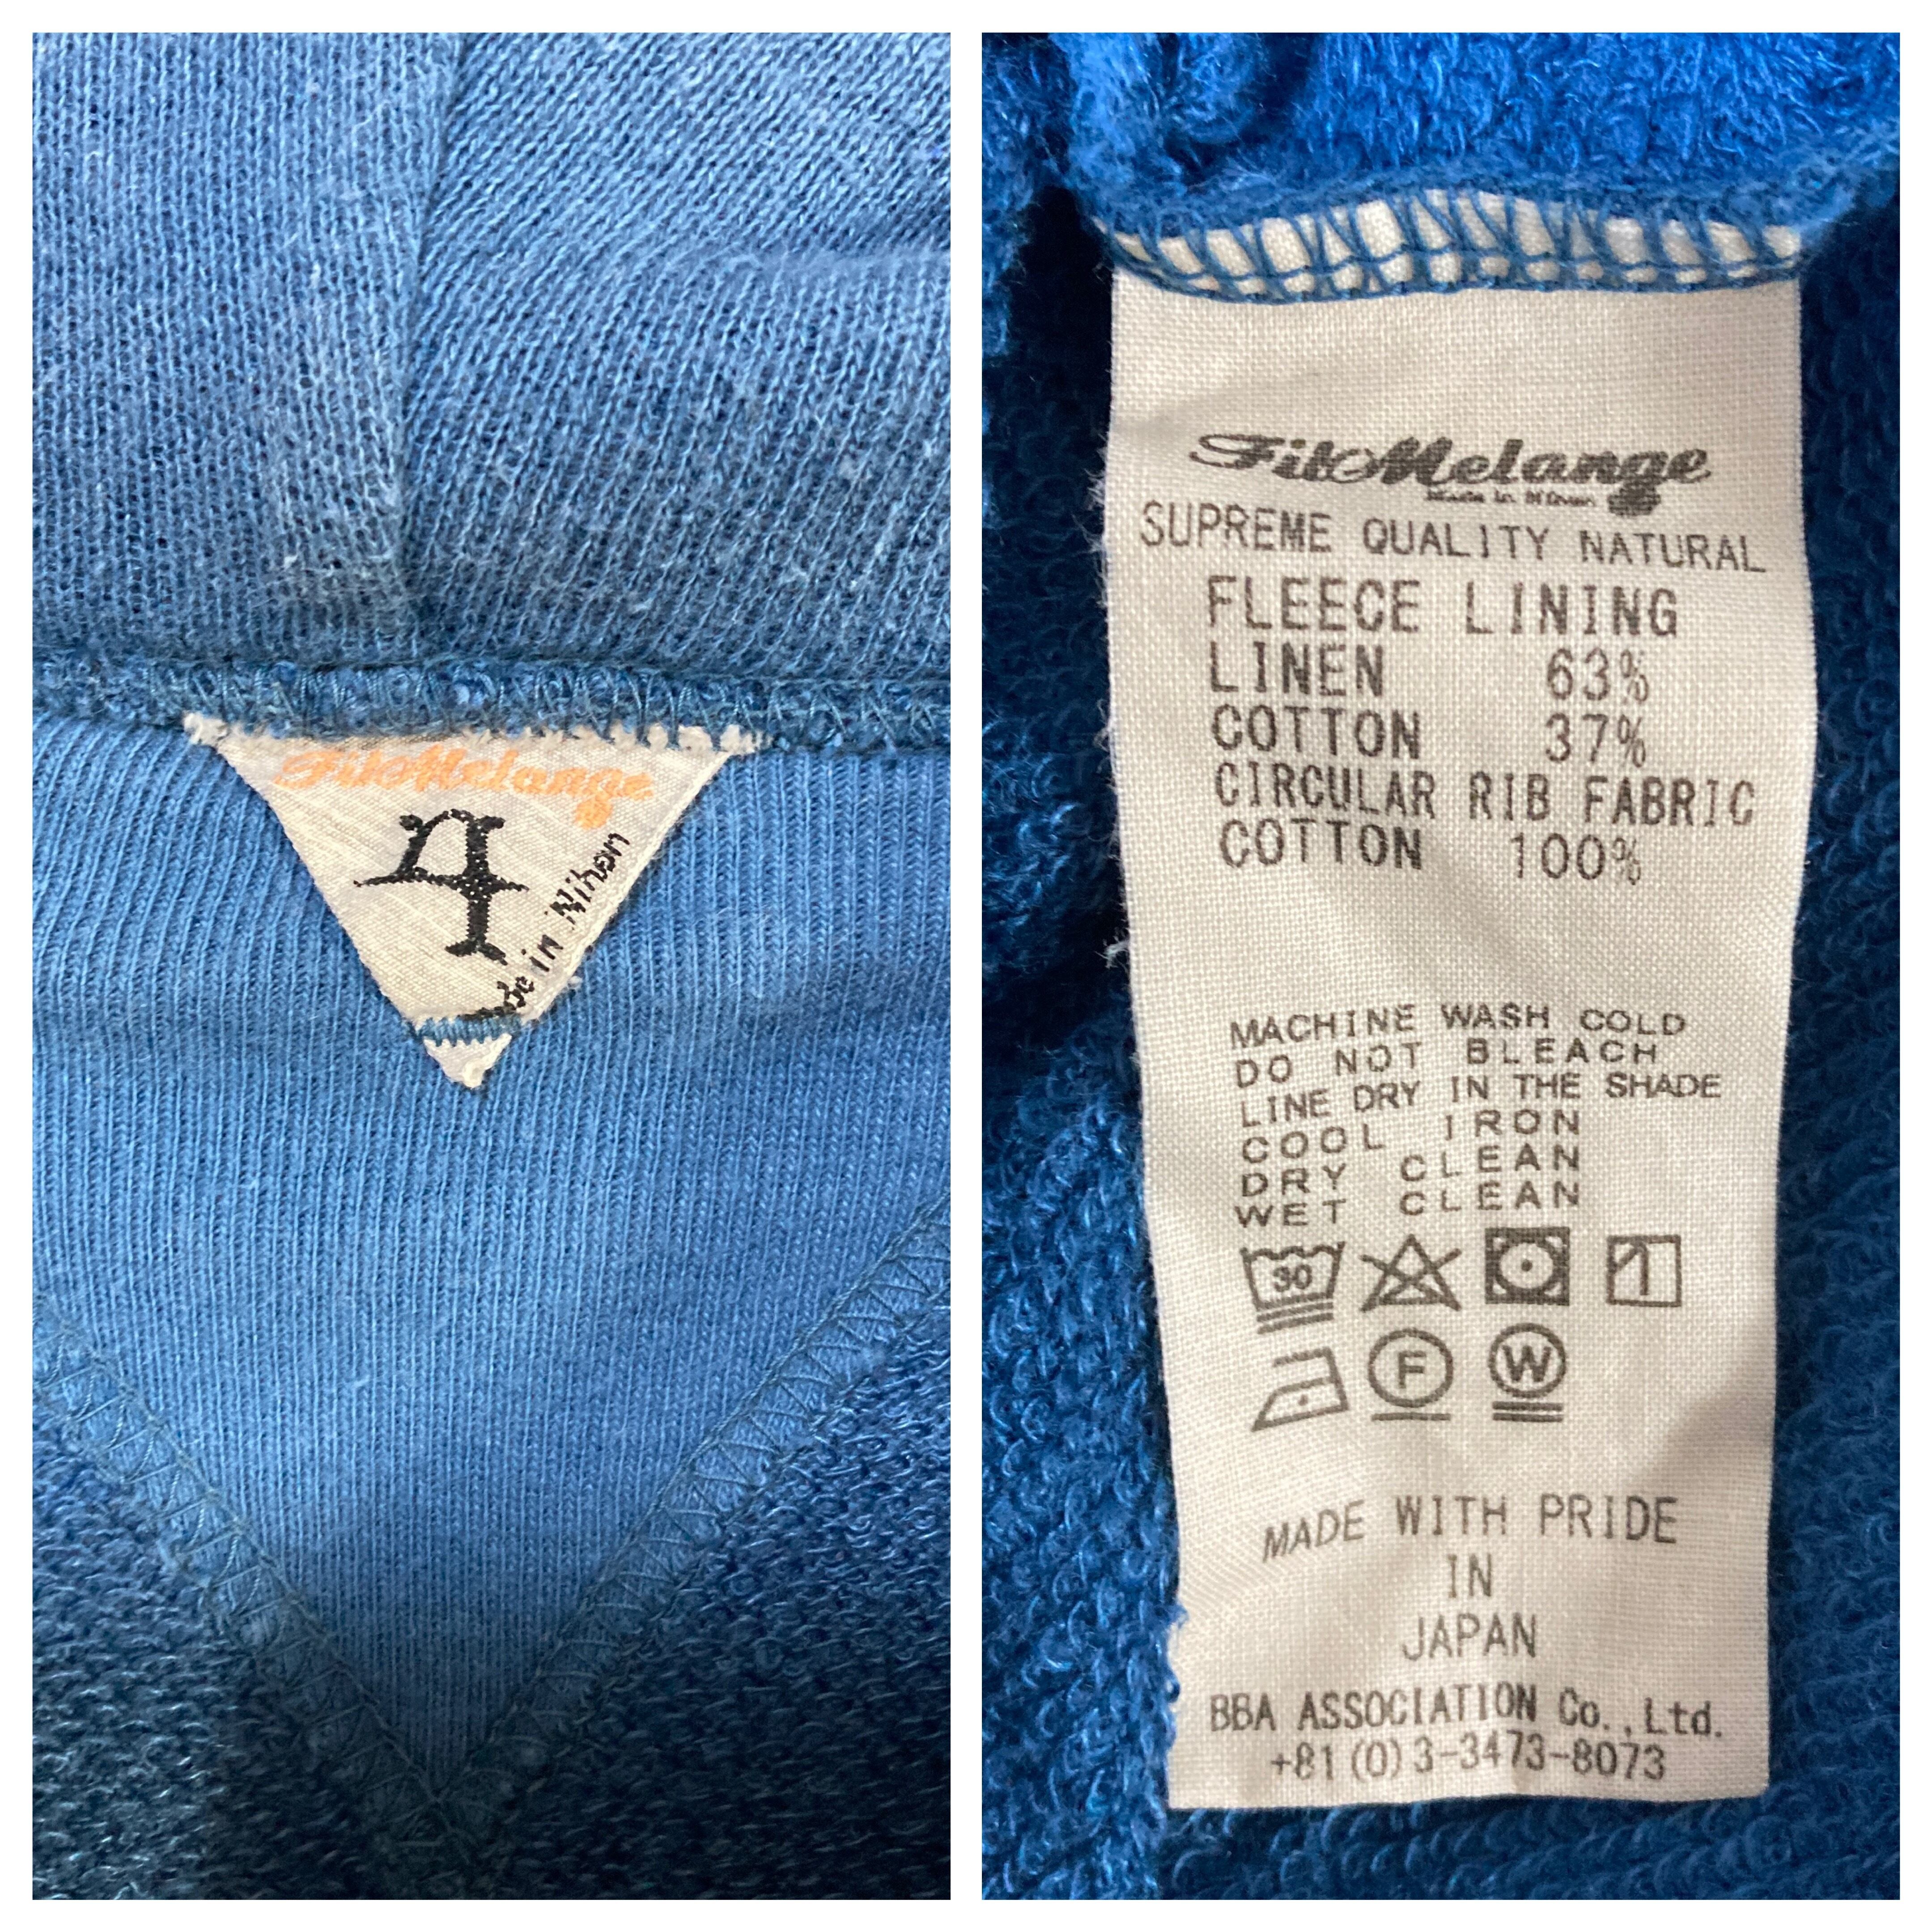 FilMelange
4
Made in Nihon
FilMelange
Made in Nihon
SUPREME QUALITY NATURAL
FLEECE LINING
LINEN 63%
COTTON 37%
CIRCULAR RIB FABRIC
COTTON 100%
MACHINE WASH COLD
DO NOT BLEACH
LINE DRY IN THE SHADE
COOL IRON
DRY CLEAN
WET CLEAN
30
F W
MADE WITH PRIDE
IN
JAPAN
BBA ASSOCIATION Co.,Ltd.
+81(0)3-3473-8073